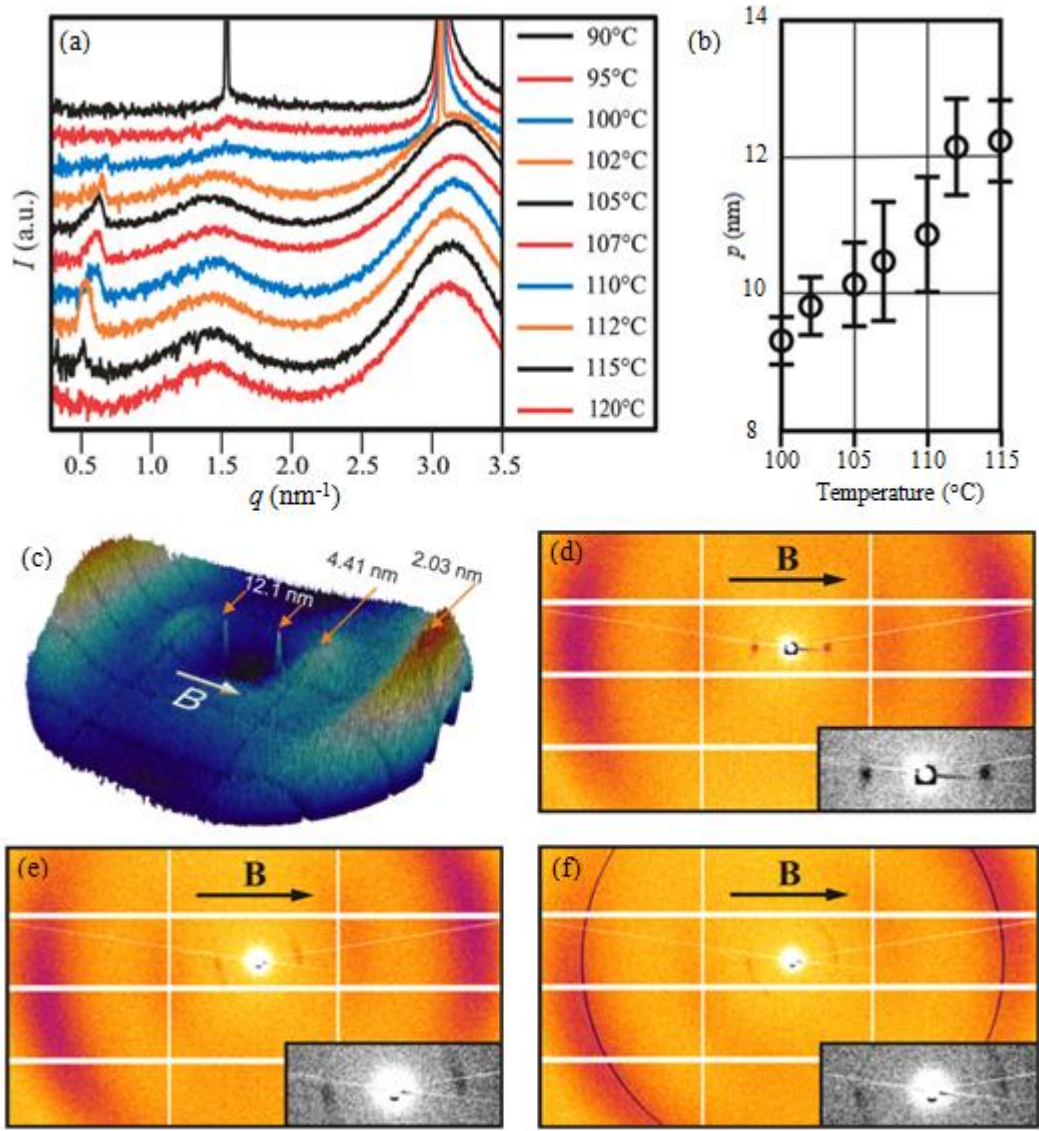 (a)
I (a.u.)
0.5 1.0 1.5 2.0 2.5 3.0 3.5
q (nm⁻¹)
90°C
95°C
100°C
102°C
105°C
107°C
110°C
112°C
115°C
120°C
(b)
14
12
10
8
p (nm)
100 105 110 115
Temperature (°C)
(c)
12.1 nm
4.41 nm
2.03 nm
B
(d)
B
(e)
B
(f)
B